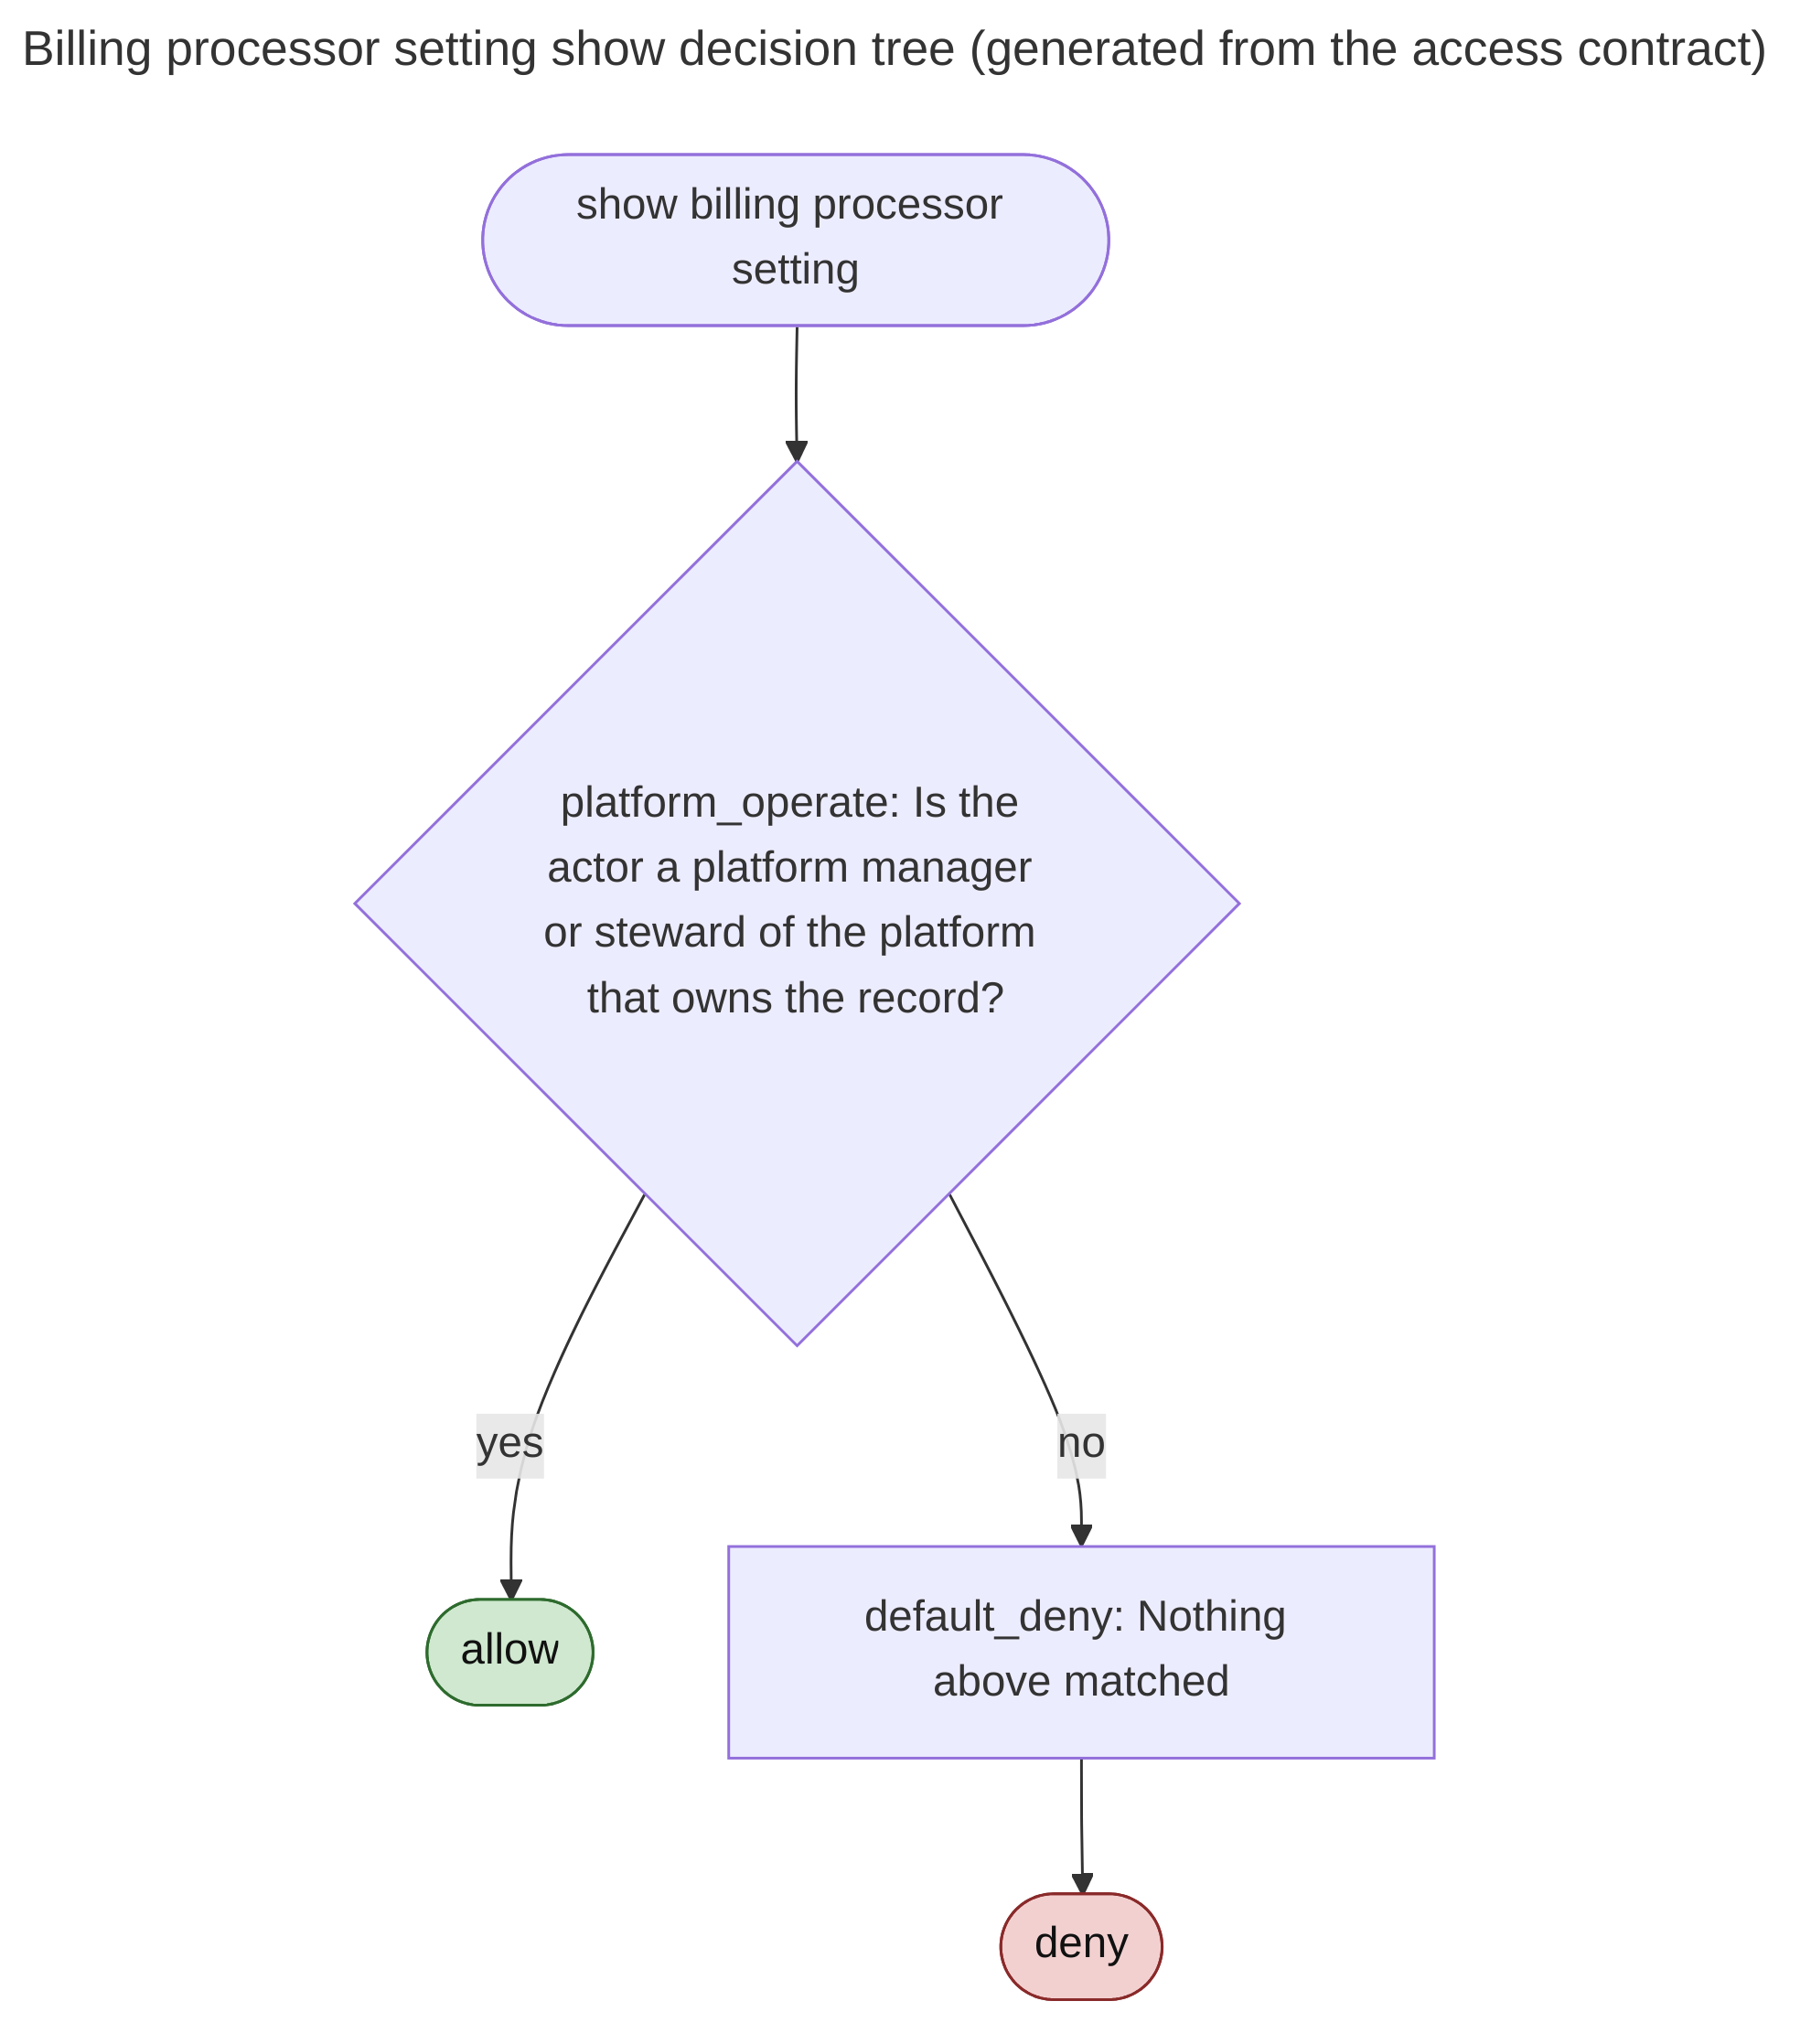 Billing processor setting show decision tree (generated from the access contract)
show billing processor
setting
platform_operate: Is the
actor a platform manager
or steward of the platform
that owns the record?
yes
no
allow
default_deny: Nothing
above matched
deny